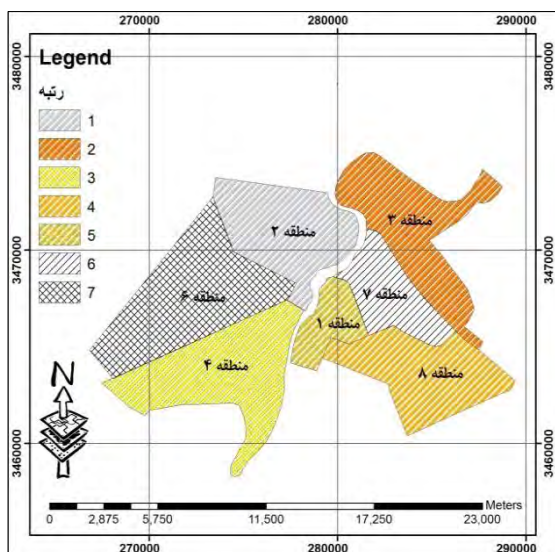 270000 280000 290000
3480000 3480000
Legend
رتبه
1
2
3
4
5
6
7
منطقه ۳
منطقه ۲
3470000 3470000
منطقه ۶
منطقه ۷
منطقه ۱
منطقه ۴
منطقه ۸
N
3460000 3460000
Meters
0 2,875 5,750 11,500 17,250 23,000
270000 280000 290000